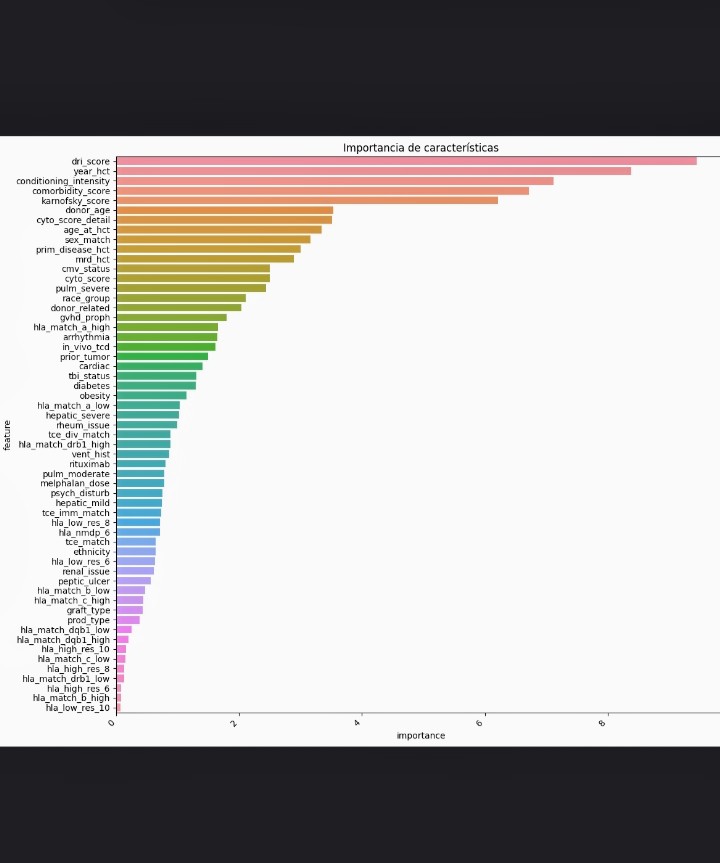 Importancia de características
dri_score
year_hct
conditioning_intensity
comorbidity_score
karnofsky_score
donor_age
cyto_score_detail
age_at_hct
sex_match
prim_disease_hct
mrd_hct
cmv_status
cyto_score
pulm_severe
race_group
donor_related
gvhd_proph
hla_match_a_high
arrhythmia
in_vivo_tcd
prior_tumor
cardiac
tbi_status
diabetes
obesity
hla_match_a_low
hepatic_severe
rheum_issue
tce_div_match
hla_match_drb1_high
vent_hist
rituximab
pulm_moderate
melphalan_dose
psych_disturb
hepatic_mild
tce_imm_match
hla_low_res_8
hla_nmdp_6
tce_match
ethnicity
hla_low_res_6
renal_issue
peptic_ulcer
hla_match_b_low
hla_match_c_high
graft_type
prod_type
hla_match_dqb1_low
hla_match_dqb1_high
hla_high_res_10
hla_match_c_low
hla_high_res_8
hla_match_drb1_low
hla_high_res_6
hla_match_b_high
hla_low_res_10
feature
0 2 4 6 8
importance